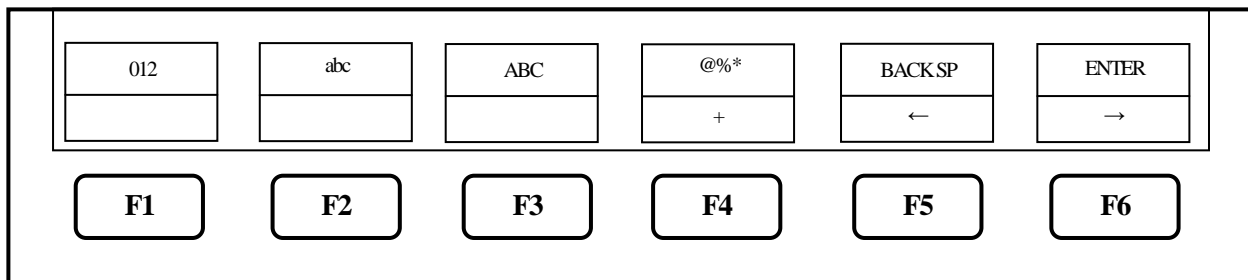 012 abc ABC @%* BACK SP ENTER
+ ← →
F1 F2 F3 F4 F5 F6